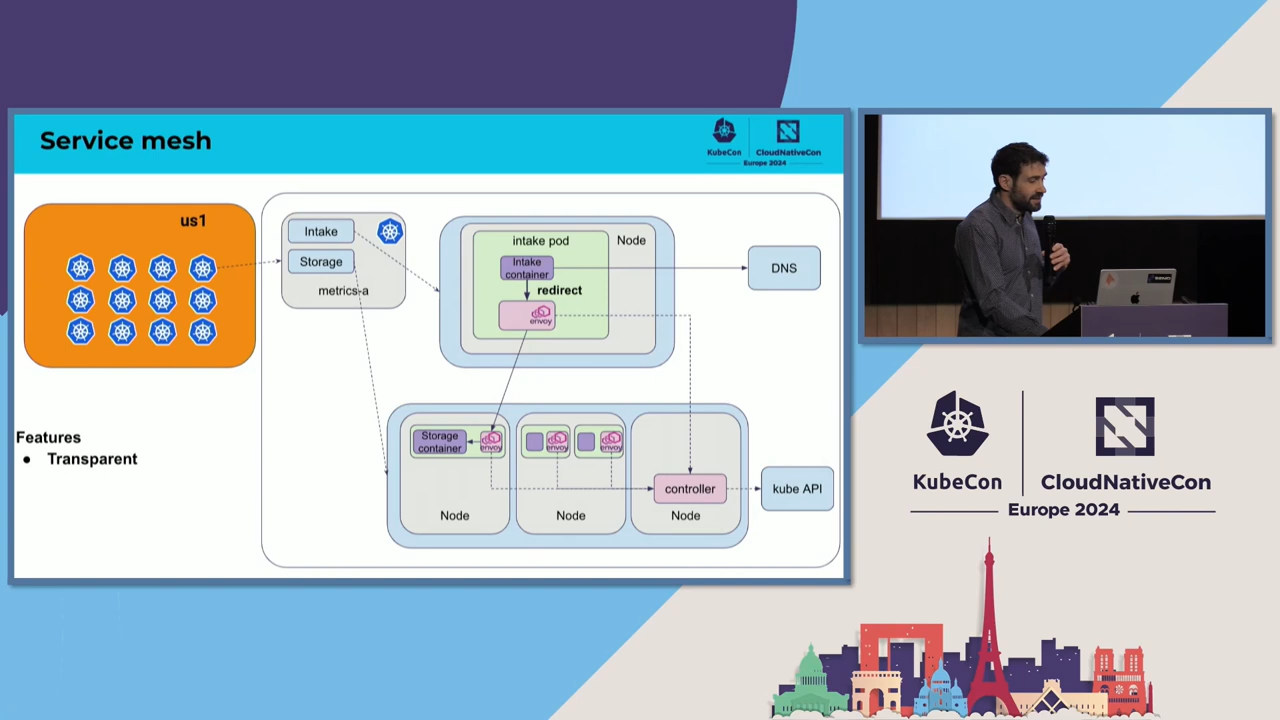 Service mesh
KubeCon
CloudNativeCon
Europe 2024
us1
Intake
Storage
metrics-a
intake pod
Node
Intake
container
redirect
envoy
DNS
Features
● Transparent
Storage
container
envoy
envoy
envoy
controller
kube API
Node
Node
Node
KubeCon
CloudNativeCon
Europe 2024